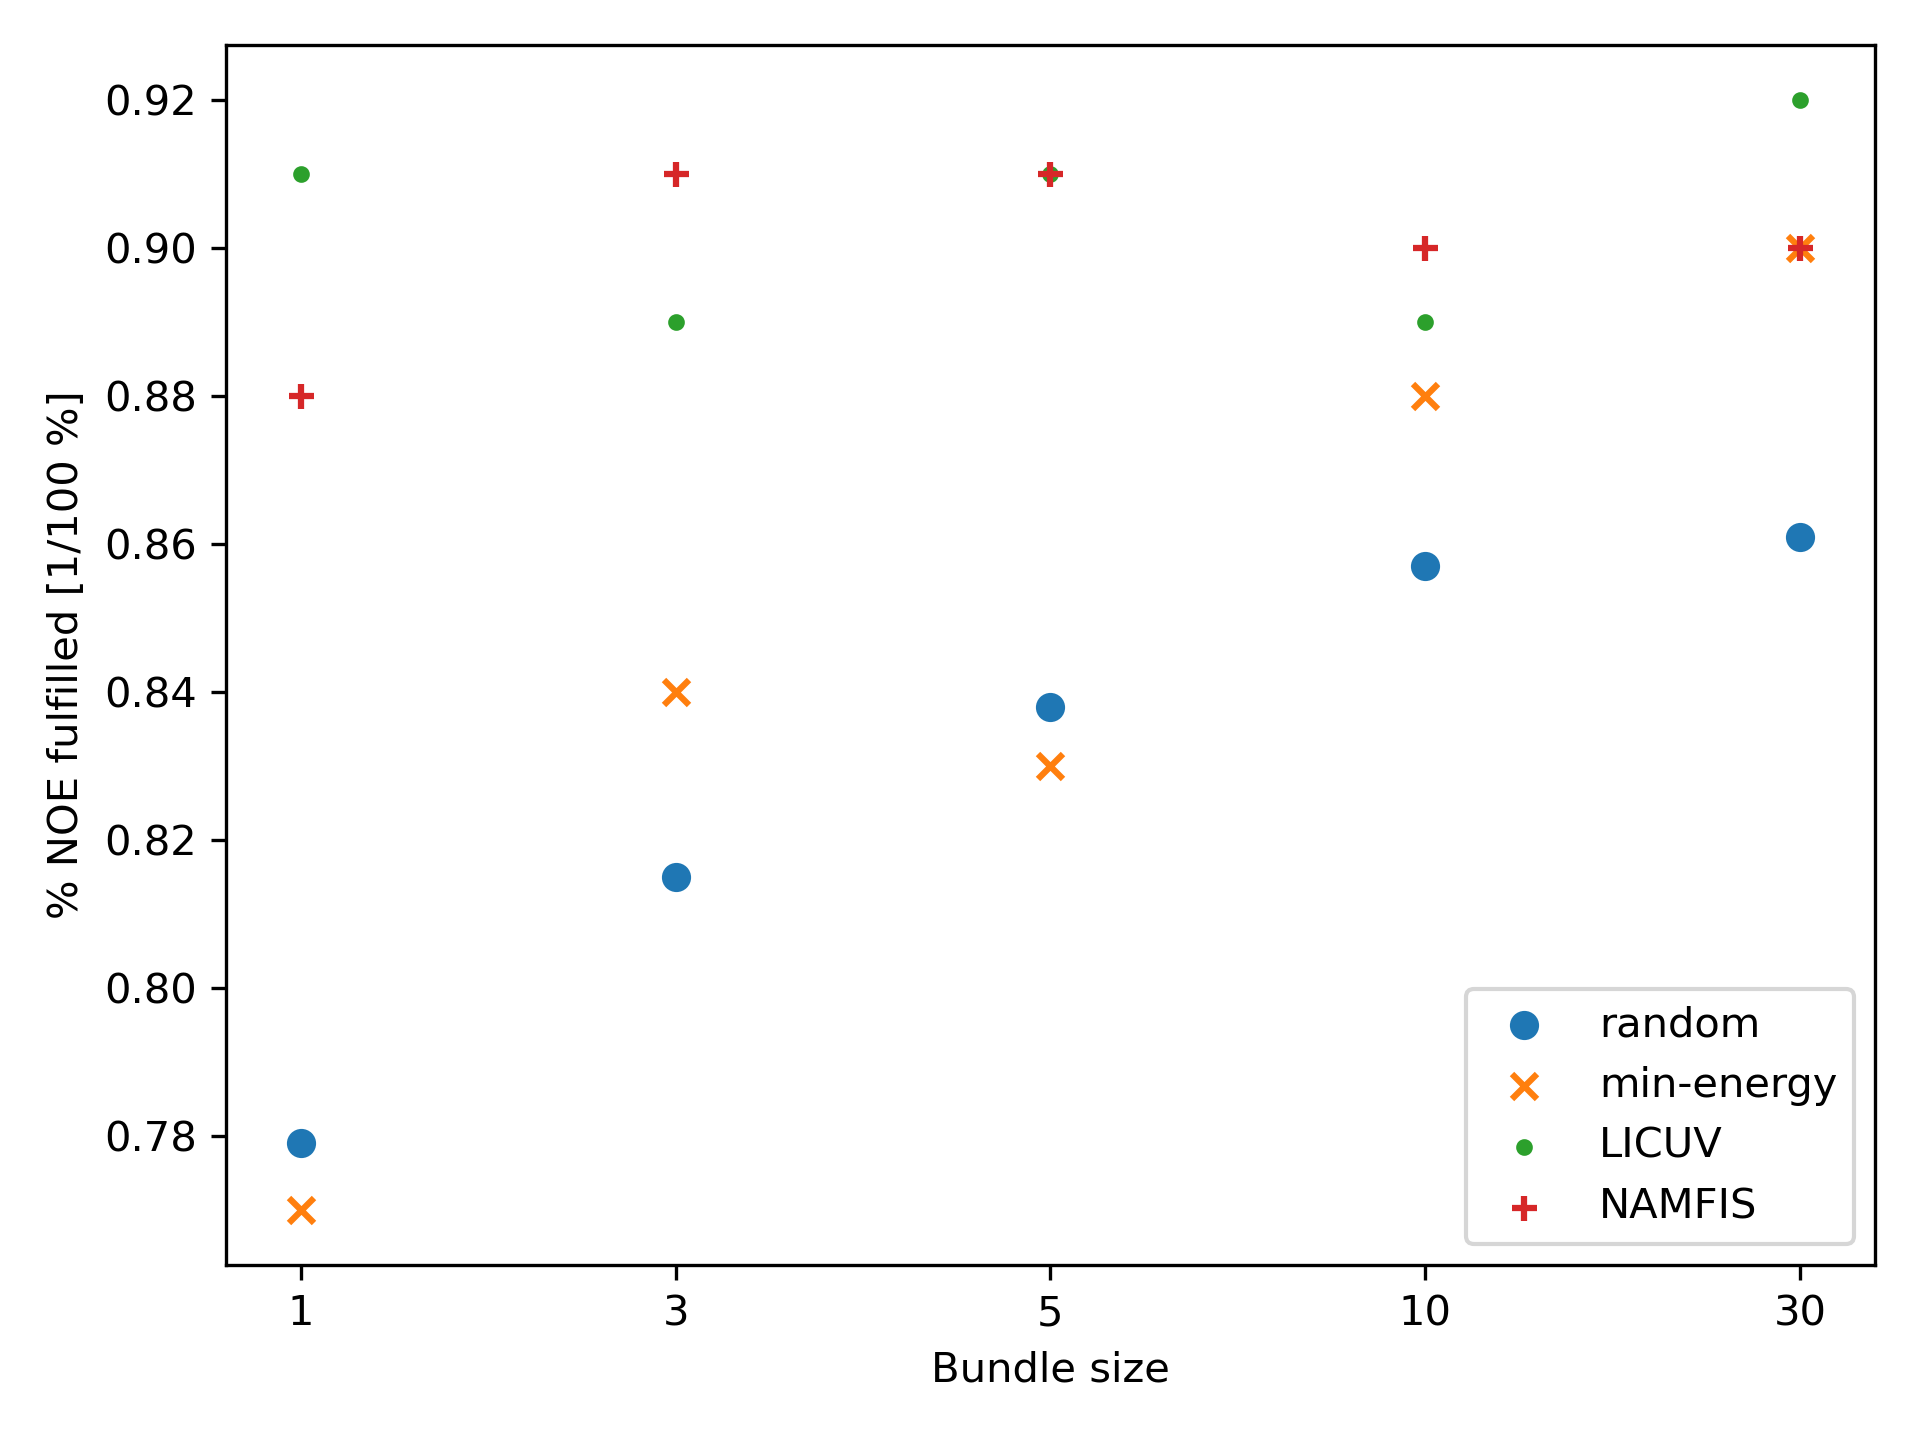 0.92
0.90
0.88
0.86
0.84
0.82
0.80
0.78
% NOE fulfilled [1/100 %]
1 3 5 10 30
Bundle size
random
min-energy
LICUV
NAMFIS